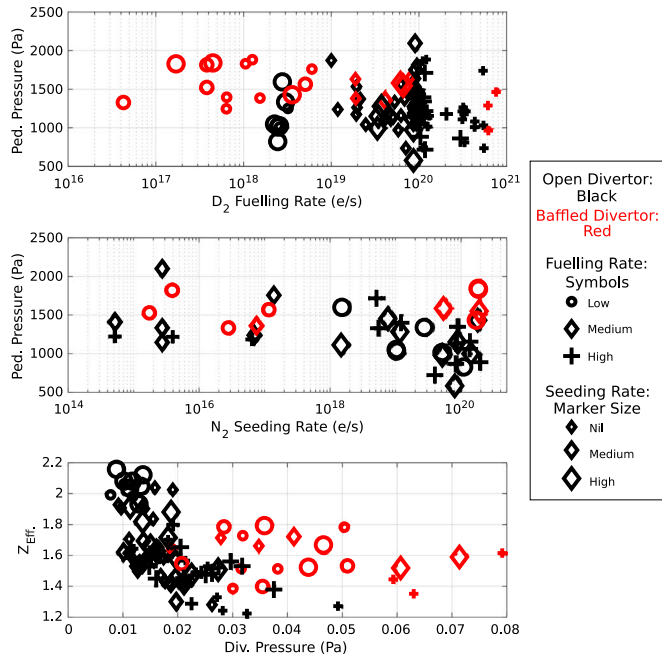 2500
2000
1500
1000
500
Ped. Pressure (Pa)
10^16 10^17 10^18 10^19 10^20 10^21
D_2 Fuelling Rate (e/s)
2500
2000
1500
1000
500
Ped. Pressure (Pa)
10^14 10^16 10^18 10^20
N_2 Seeding Rate (e/s)
2.2
2
1.8
1.6
1.4
1.2
Z_Eff.
0 0.01 0.02 0.03 0.04 0.05 0.06 0.07 0.08
Div. Pressure (Pa)
Open Divertor:
Black
Baffled Divertor:
Red
Fuelling Rate:
Symbols
Low
Medium
High
Seeding Rate:
Marker Size
Nil
Medium
High